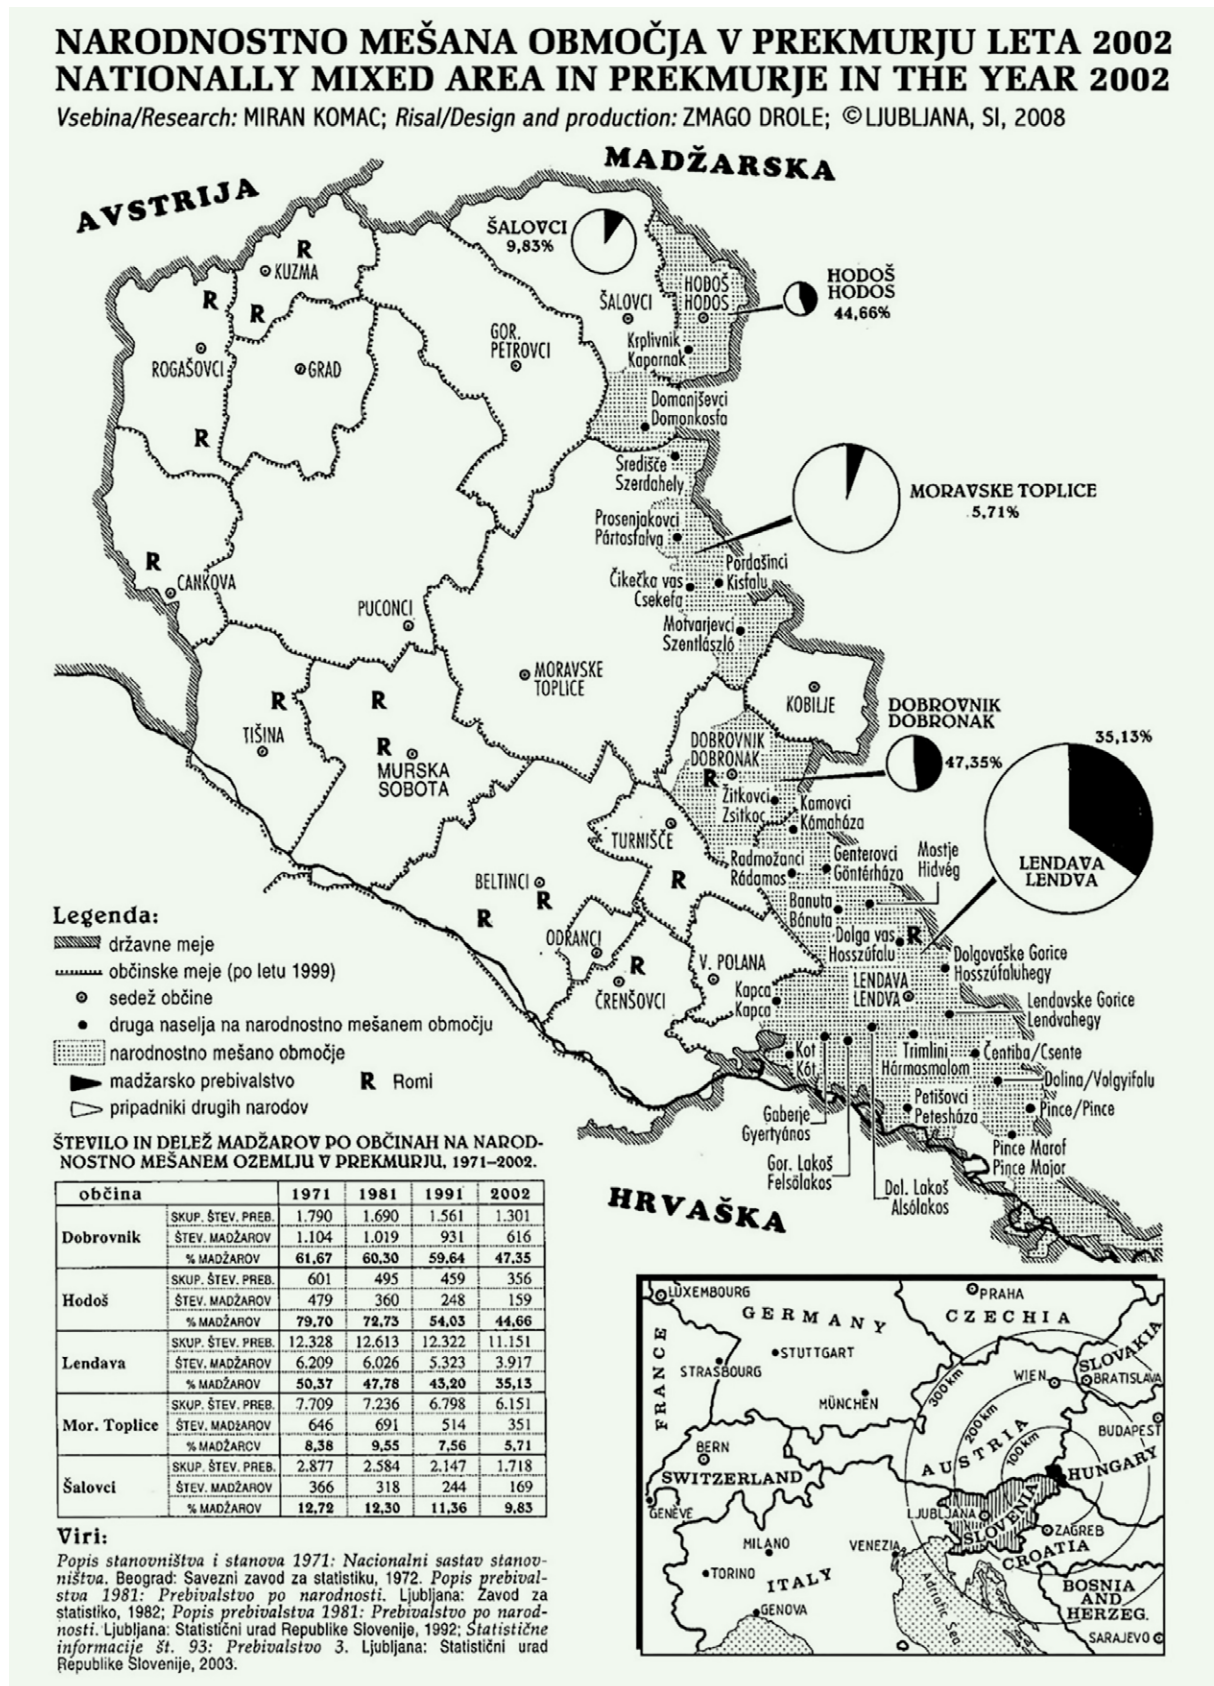 NARODNOSTNO MEŠANA OBMOČJA V PREKMURJU LETA 2002
NATIONALLY MIXED AREA IN PREKMURJE IN THE YEAR 2002
Vsebina/Research: MIRAN KOMAC; Risal/Design and production: ZMAGO DROLE; © LJUBLJANA, SI, 2008
AVSTRIJA
MADŽARSKA
ŠALOVCI
9,83%
R
KUZMA
R
R
HODOŠ
HODOS
44,66%
HODOŠ
HODOS
ŠALOVCI
GOR.
PETROVCI
Krplivnik
Kapornak
ROGAŠOVCI
GRAD
Domanjševci
Domonkosfa
R
Središče
Szerdahely
MORAVSKE TOPLICE
5,71%
Prosenjakovci
Pártosfalva
R
CANKOVA
Pordašinci
Kisfalu
Čikečka vas
Csekefa
PUCONCI
Motvarjevci
Szentlászló
MORAVSKE
TOPLICE
KOBILJE
R
R
TIŠINA
R
MURSKA
SOBOTA
DOBROVNIK
DOBRONAK
47,35%
35,13%
DOBROVNIK
DOBRONAK
R
Žitkovci
Zsitkoc
Kamovci
Kámaháza
TURNIŠČE
Radmožanci
Rádamos
Genterovci
Göntérháza
Mostje
Hidvég
LENDAVA
LENDVA
BELTINCI
R
R
R
Banuta
Bánuta
Dolga vas
Hosszúfalu
R
ODRANCI
R
ČRENŠOVCI
V. POLANA
Dolgovaške Gorice
Hosszúfaluhegy
LENDAVA
LENDVA
Kapca
Kapca
Lendavske Gorice
Lendvahegy
Kot
Kót
Trimlini
Hármasmalom
Čentiba/Csente
Dolina/Völgyifalu
Petišovci
Petesháza
Pince/Pince
Gaberje
Gyertyános
Pince Marof
Pince Major
Gor. Lakoš
Felsölakos
Dol. Lakoš
Alsólakos
HRVAŠKA
Legenda:
državne meje
občinske meje (po letu 1999)
sedež občine
druga naselja na narodnostno mešanem območju
narodnostno mešano območje
madžarsko prebivalstvo R Romi
pripadniki drugih narodov
ŠTEVILO IN DELEŽ MADŽAROV PO OBČINAH NA NAROD-
NOSTNO MEŠANEM OZEMLJU V PREKMURJU, 1971–2002.
občina 1971 1981 1991 2002
Dobrovnik SKUP. ŠTEV. PREB. 1.790 1.690 1.561 1.301
ŠTEV. MADŽAROV 1.104 1.019 931 616
% MADŽAROV 61,67 60,30 59,64 47,35
Hodoš SKUP. ŠTEV. PREB. 601 495 459 356
ŠTEV. MADŽAROV 479 360 248 159
% MADŽAROV 79,70 72,73 54,03 44,66
Lendava SKUP. ŠTEV. PREB. 12.328 12.613 12.322 11.151
ŠTEV. MADŽAROV 6.209 6.026 5.323 3.917
% MADŽAROV 50,37 47,78 43,20 35,13
Mor. Toplice SKUP. ŠTEV. PREB. 7.709 7.236 6.798 6.151
ŠTEV. MADŽAROV 646 691 514 351
% MADŽAROV 8,38 9,55 7,56 5,71
Šalovci SKUP. ŠTEV. PREB. 2.877 2.584 2.147 1.718
ŠTEV. MADŽAROV 366 318 244 169
% MADŽAROV 12,72 12,30 11,36 9,83
Viri:
Popis stanovništva i stanova 1971: Nacionalni sastav stanov-
ništva. Beograd: Savezni zavod za statistiku, 1972. Popis prebival-
stva 1981: Prebivalstvo po narodnosti. Ljubljana: Zavod za
statistiko, 1982; Popis prebivalstva 1981: Prebivalstvo po narod-
nosti. Ljubljana: Statistični urad Republike Slovenije, 1992; Statistične
informacije št. 93: Prebivalstvo 3. Ljubljana: Statistični urad
Republike Slovenije, 2003.
LUXEMBOURG
GERMANY
PRAHA
CZECHIA
FRANCE
STRASBOURG
STUTTGART
SLOVAKIA
WIEN
BRATISLAVA
MÜNCHEN
300 km
200 km
100 km
BUDAPEST
BERN
AUSTRIA
SWITZERLAND
HUNGARY
GENÈVE
LJUBLJANA
SLOVENIA
ZAGREB
MILANO
VENEZIA
CROATIA
TORINO
ITALY
BOSNIA
AND
HERZEG.
GENOVA
Adriatic Sea
SARAJEVO